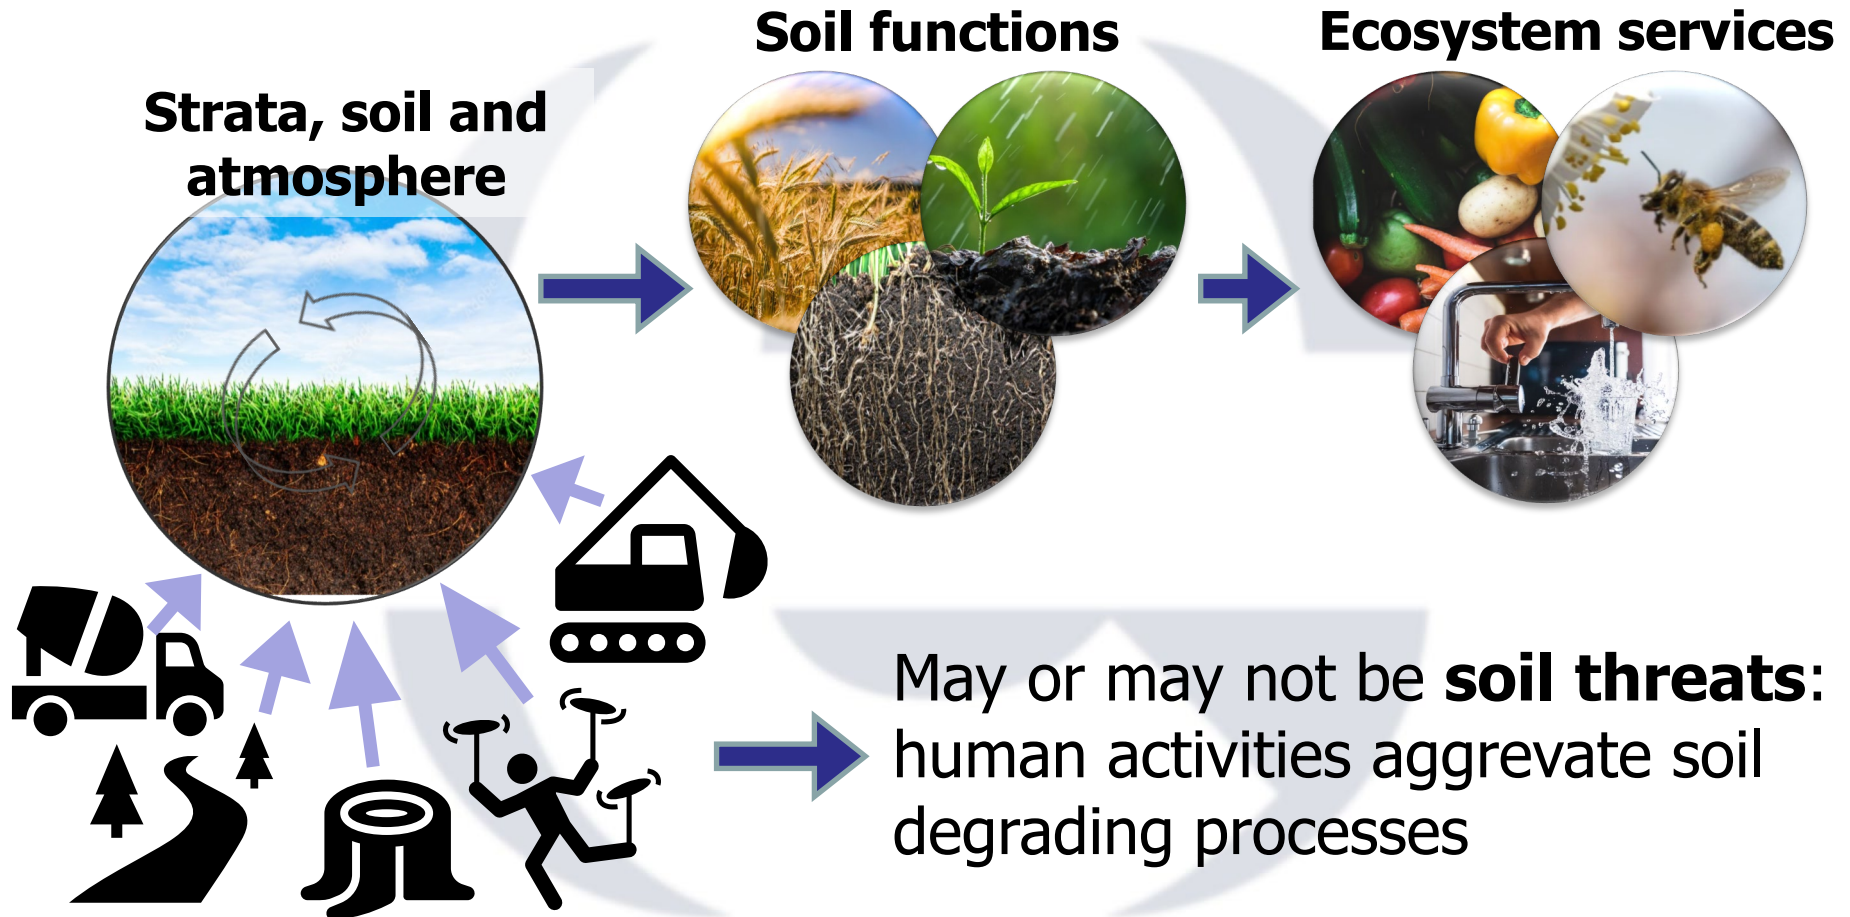 Soil functions
Ecosystem services
Strata, soil and
atmosphere
May or may not be soil threats:
human activities aggrevate soil
degrading processes